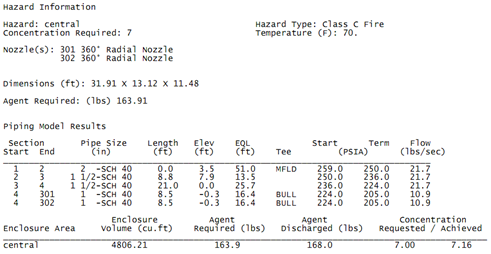 Hazard Information
Hazard: central Hazard Type: Class C Fire
Concentration Required: 7 Temperature (F): 70.
Nozzle(s): 301 360° Radial Nozzle
302 360° Radial Nozzle
Dimensions (ft): 31.91 X 13.12 X 11.48
Agent Required: (lbs) 163.91
Piping Model Results
Section Pipe Size Length Elev EQL Start Term Flow
Start End (in) (ft) (ft) (ft) Tee (PSIA) (lbs/sec)
1 2 2 -SCH 40 0.0 3.5 51.0 MFLD 259.0 250.0 21.7
2 3 1 1/2-SCH 40 8.8 7.9 13.5 250.0 236.0 21.7
3 4 1 1/2-SCH 40 21.0 0.0 25.7 236.0 224.0 21.7
4 301 1 -SCH 40 8.5 -0.3 16.4 BULL 224.0 205.0 10.9
4 302 1 -SCH 40 8.5 -0.3 16.4 BULL 224.0 205.0 10.9
Enclosure Agent Agent Concentration
Enclosure Area Volume (cu.ft) Required (lbs) Discharged (lbs) Requested / Achieved
central 4806.21 163.9 168.0 7.00 7.16